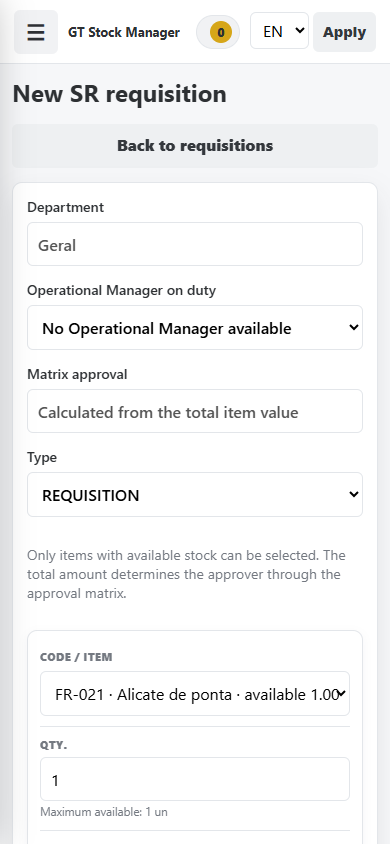 ☰ GT Stock Manager 0 EN Apply
New SR requisition
Back to requisitions
Department
Geral
Operational Manager on duty
No Operational Manager available
Matrix approval
Calculated from the total item value
Type
REQUISITION
Only items with available stock can be selected. The
total amount determines the approver through the
approval matrix.
CODE / ITEM
FR-021 · Alicate de ponta · available 1.00
QTY.
1
Maximum available: 1 un